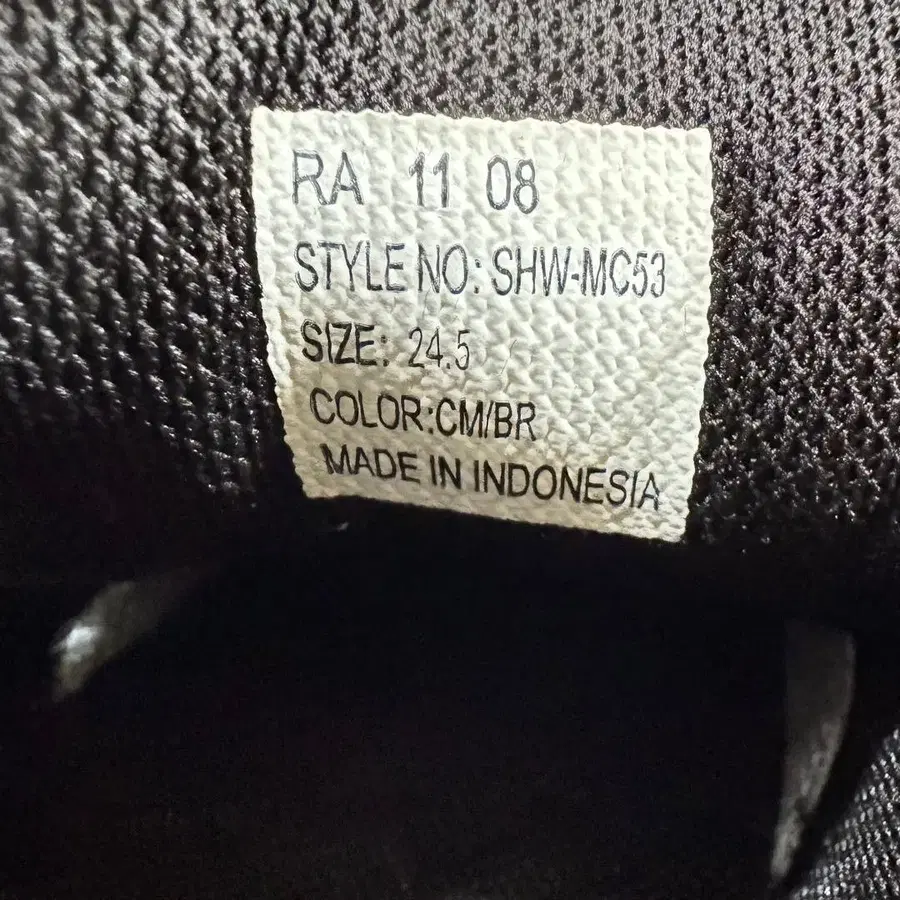 RA 11 08
STYLE NO: SHW-MC53
SIZE: 24.5
COLOR:CM/BR
MADE IN INDONESIA